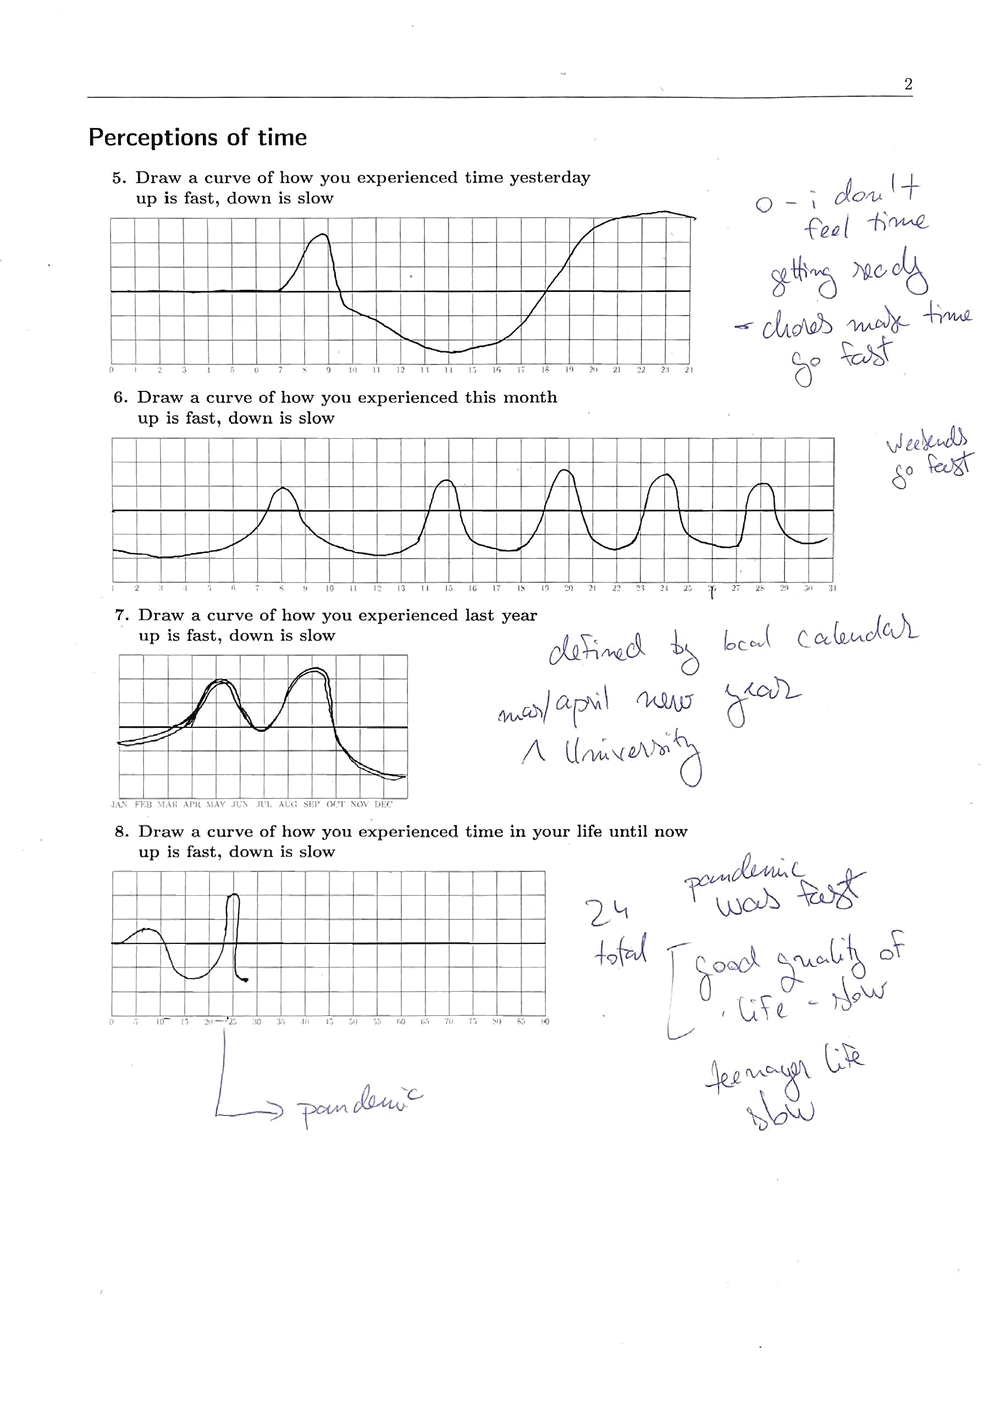 2
Perceptions of time
5. Draw a curve of how you experienced time yesterday
up is fast, down is slow
0 - i don't
feel time
getting ready
- chores make time
go fast
0 1 2 3 4 5 6 7 8 9 10 11 12 13 14 15 16 17 18 19 20 21 22 23 24
6. Draw a curve of how you experienced this month
up is fast, down is slow
weekends
go fast
1 2 3 4 5 6 7 8 9 10 11 12 13 14 15 16 17 18 19 20 21 22 23 24 25 26 27 28 29 30 31
7. Draw a curve of how you experienced last year
up is fast, down is slow
defined by local calendar
mar/april new year
University
JAN FEB MAR APR MAY JUN JUL AUG SEP OCT NOV DEC
8. Draw a curve of how you experienced time in your life until now
up is fast, down is slow
pandemic
was fast
24
total
good quality of
life - slow
teenager life
slow
0 5 10 15 20 25 30 35 40 45 50 55 60 65 70 75 80 85 90
pandemic